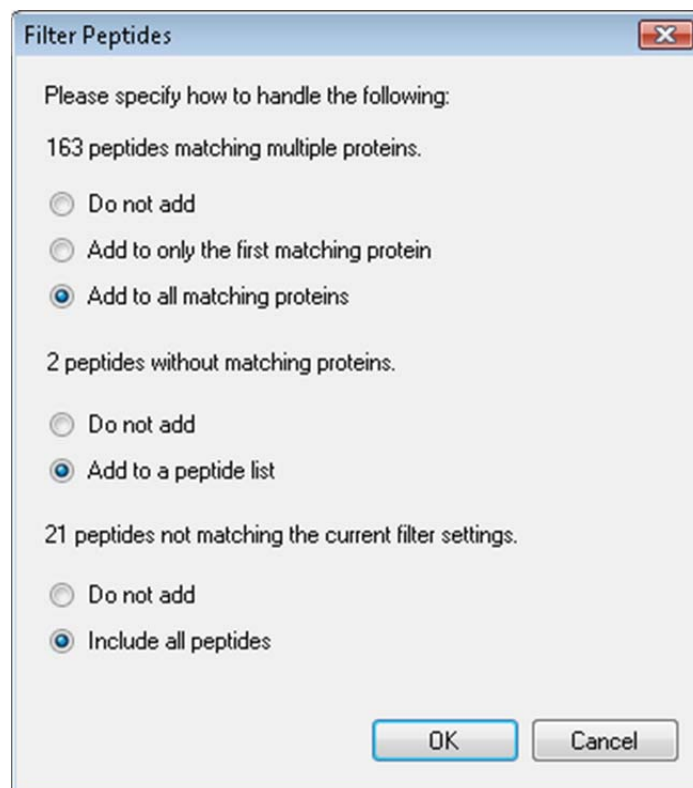 Filter Peptides
Please specify how to handle the following:
163 peptides matching multiple proteins.
Do not add
Add to only the first matching protein
Add to all matching proteins
2 peptides without matching proteins.
Do not add
Add to a peptide list
21 peptides not matching the current filter settings.
Do not add
Include all peptides
OK Cancel